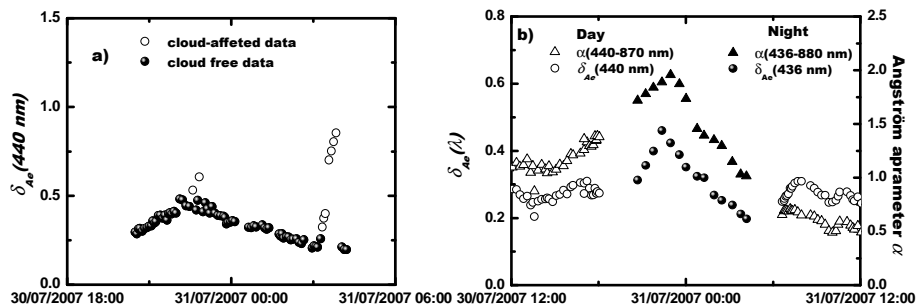 a)
cloud-affeted data
cloud free data
δAe(440 nm)
1.5
1.0
0.5
0.0
30/07/2007 18:00
31/07/2007 00:00
31/07/2007 06:00
b)
Day
Night
α(440-870 nm)
α(436-880 nm)
δAe(440 nm)
δAe(436 nm)
δAe(λ)
0.8
0.6
0.4
0.2
0.0
2.5
2.0
1.5
1.0
0.5
0.0
Angström aprameter α
30/07/2007 12:00
31/07/2007 00:00
31/07/2007 12:00